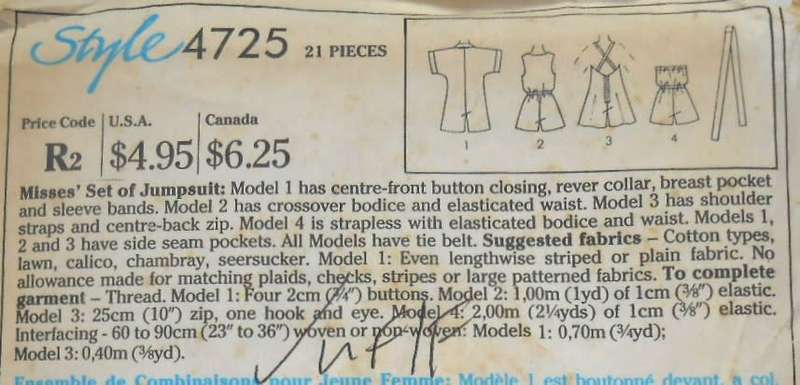 Style 4725 21 PIECES
Price Code U.S.A. Canada
R2 $4.95 $6.25
1 2 3 4
Misses' Set of Jumpsuit: Model 1 has centre-front button closing, rever collar, breast pocket
and sleeve bands. Model 2 has crossover bodice and elasticated waist. Model 3 has shoulder
straps and centre-back zip. Model 4 is strapless with elasticated bodice and waist. Models 1,
2 and 3 have side seam pockets. All Models have tie belt. Suggested fabrics – Cotton types,
lawn, calico, chambray, seersucker. Model 1: Even lengthwise striped or plain fabric. No
allowance made for matching plaids, checks, stripes or large patterned fabrics. To complete
garment – Thread. Model 1: Four 2cm (¾") buttons. Model 2: 1,00m (1yd) of 1cm (⅜") elastic.
Model 3: 25cm (10") zip, one hook and eye. Model 4: 2,00m (2¼yds) of 1cm (⅜") elastic.
Interfacing - 60 to 90cm (23" to 36") woven or non-woven: Models 1: 0,70m (¾yd);
Model 3: 0,40m (⅜yd).
Ensemble de Combinaisons pour Jeune Femme: Modèle 1 est boutonné devant, a col